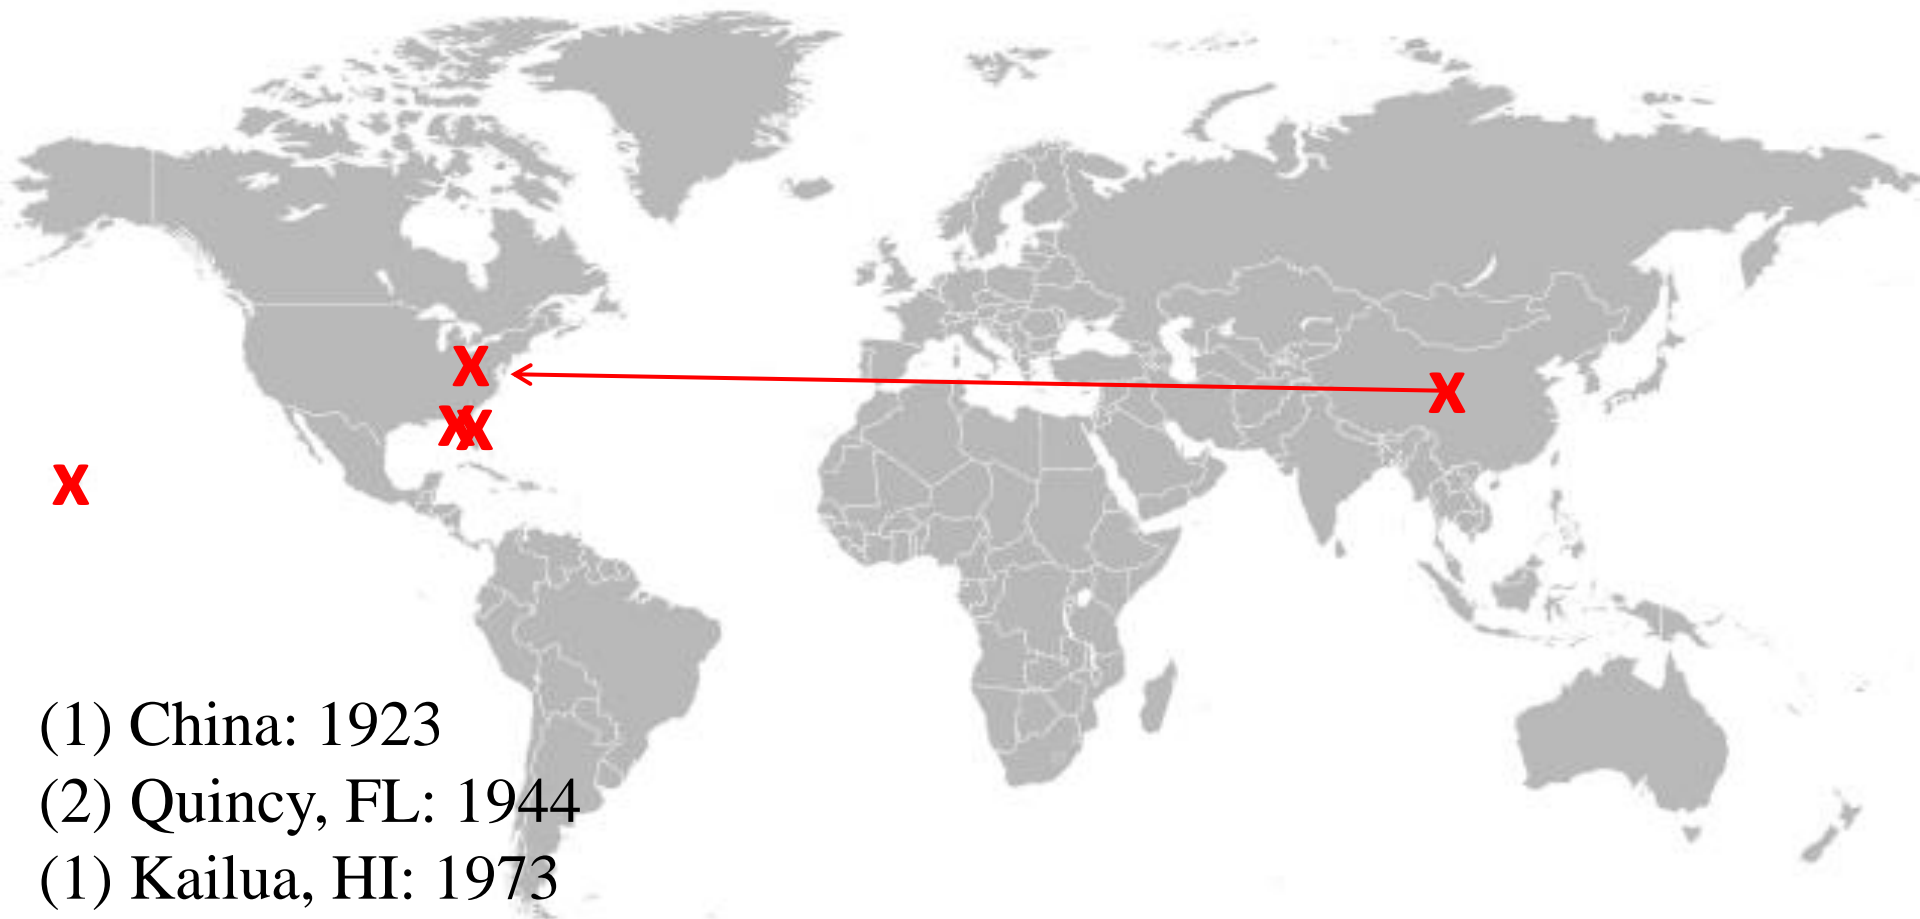 X
X
X X
X
(1) China: 1923
(2) Quincy, FL: 1944
(1) Kailua, HI: 1973